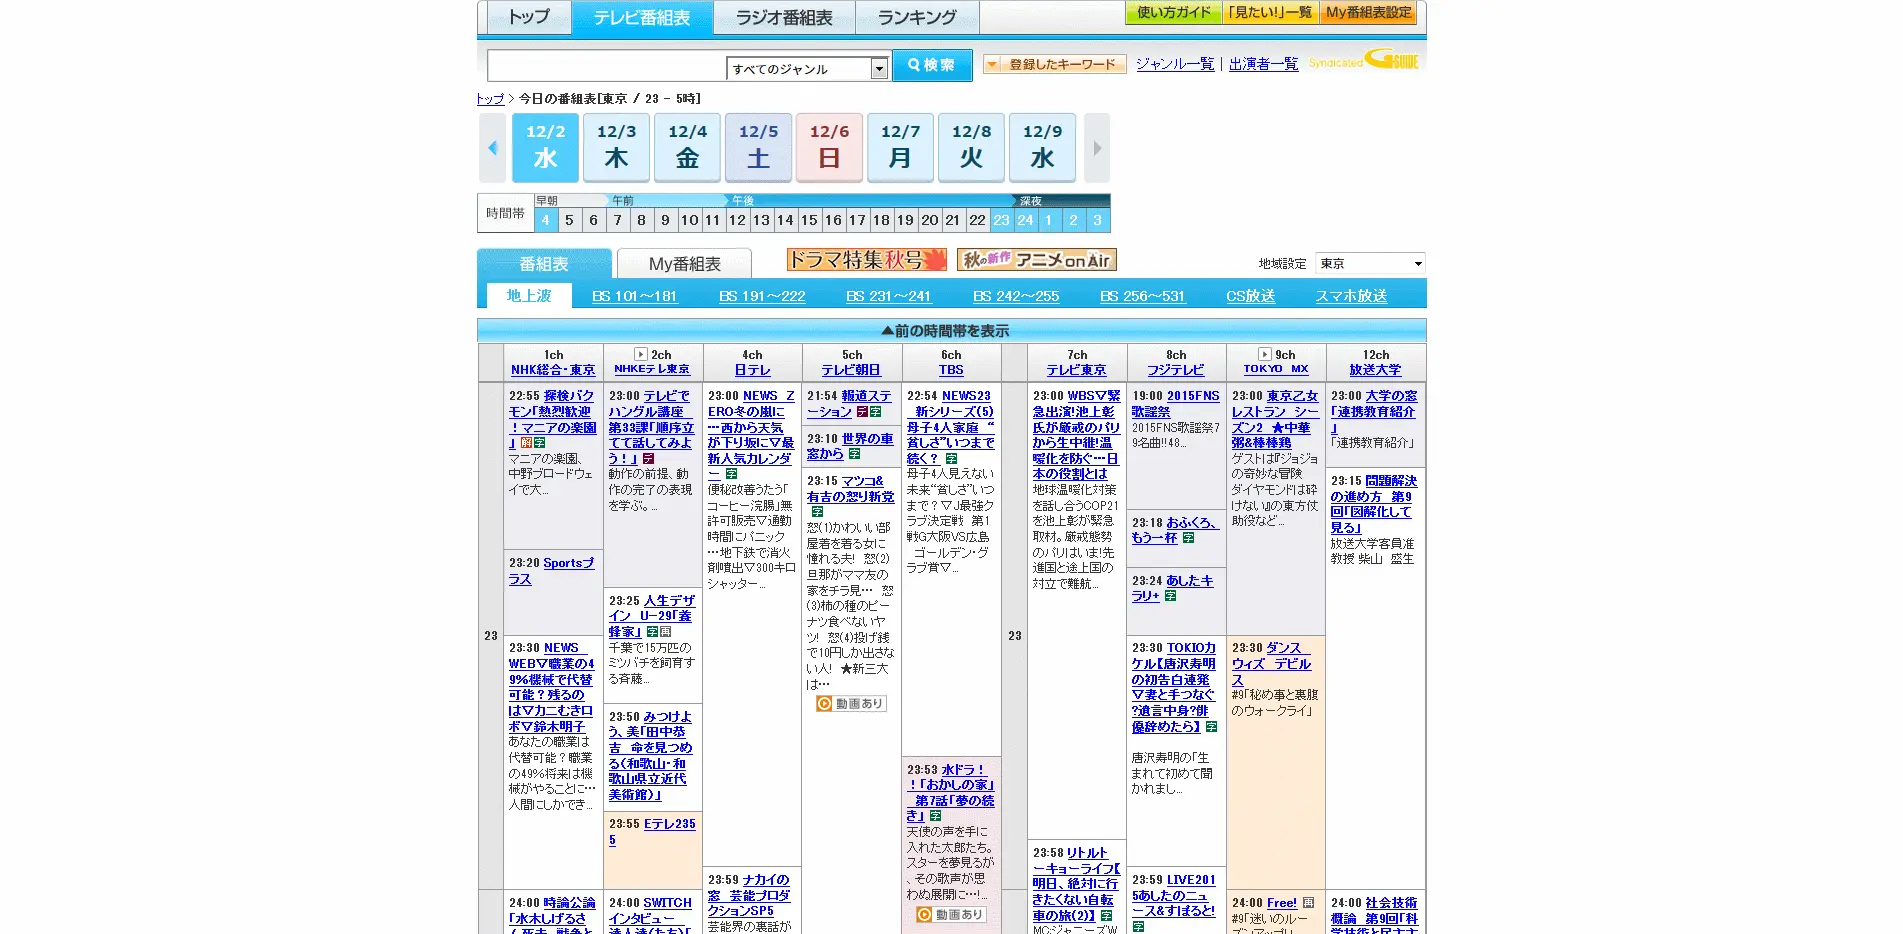 トップ
テレビ番組表
ラジオ番組表
ランキング
使い方ガイド
「見たい!」一覧
My番組表設定
すべてのジャンル
検索
登録したキーワード
ジャンル一覧 | 出演者一覧
Syndicated G-GUIDE
トップ > 今日の番組表[東京 / 23 - 5時]
12/2 水
12/3 木
12/4 金
12/5 土
12/6 日
12/7 月
12/8 火
12/9 水
時間帯
早朝 午前 午後 深夜
4 5 6 7 8 9 10 11 12 13 14 15 16 17 18 19 20 21 22 23 24 1 2 3
番組表
My番組表
ドラマ特集秋号
秋の新作 アニメ on Air
地域設定 東京
地上波
BS 101～181
BS 191～222
BS 231～241
BS 242～255
BS 256～531
CS放送
スマホ放送
▲前の時間帯を表示
1ch
NHK総合・東京
2ch
NHKEテレ東京
4ch
日テレ
5ch
テレビ朝日
6ch
TBS
7ch
テレビ東京
8ch
フジテレビ
9ch
TOKYO MX
12ch
放送大学
23
22:55 探検バク
モン「熱烈歓迎
！マニアの楽園
」解字
マニアの楽園、
中野ブロードウェ
イで大...
23:20 Sportsプ
ラス
23:30 NEWS
WEB▽職業の4
9%機械で代替
可能？残るの
は▽カニむきロ
ボ▽鈴木明子
あなたの職業は
代替可能？職業
の49%将来は機
械がやることに…
人間にしかでき...
24:00 時論公論
「水木しげるさ
23:00 テレビで
ハングル講座
第33課「順序立
てて話してみよ
う！」デ
動作の前提、動
作の完了の表現
を学ぶ。...
23:25 人生デザ
イン U-29「養
蜂家」字再
千葉で15万匹の
ミツバチを飼育す
る斉藤...
23:50 みつけよ
う、美「田中恭
吉 命を見つめ
る（和歌山・和
歌山県立近代
美術館）」
23:55 Eテレ235
5
24:00 SWITCH
インタビュー
達人達（たち）「
23:00 NEWS Z
ERO冬の嵐に
…西から天気
が下り坂に▽最
新人気カレンダ
ー 字
便秘改善うたう「
コーヒー浣腸」無
許可販売▽通勤
時間にパニック
…地下鉄で消火
剤噴出▽300キロ
シャッター...
23:59 ナカイの
窓 芸能プロダ
クションSP5
芸能界の裏話が
21:54 報道ステ
ーション デ字
23:10 世界の車
窓から 字
23:15 マツコ&
有吉の怒り新党
字
怒(1)かわいい部
屋着を着る女に
憧れる夫! 怒(2)
旦那がママ友の
家をチラ見… 怒
(3)柿の種のピー
ナツ食べないヤ
ツ! 怒(4)投げ銭
で10円しか出さな
い人! ★新三大
は…
動画あり
22:54 NEWS23
新シリーズ(5)
母子4人家庭 “
貧しさ”いつまで
続く？ 字
母子4人見えない
未来“貧しさ”いつ
まで？▽J最強ク
ラブ決定戦 第1
戦G大阪VS広島
ゴールデン・グ
ラブ賞▽...
23:53 水ドラ！
！「おかしの家」
第7話「夢の続
き」字
天使の声を手に
入れた太郎たち。
スターを夢見るが
、その歌声が思
わぬ展開に…!...
動画あり
23
23:00 WBS▽緊
急出演!池上彰
氏が厳戒のパリ
から生中継!温
暖化を防ぐ…日
本の役割とは
地球温暖化対策
を話し合うCOP21
を池上彰が緊急
取材。厳戒態勢
のパリはいま!先
進国と途上国の
対立で難航...
23:58 リトルト
ーキョーライフ【
明日、絶対に行
きたくない自転
車の旅(2)】字
MCジャニーズW
19:00 2015FNS
歌謡祭
2015FNS歌謡祭7
9名曲!!48...
23:18 おふくろ、
もう一杯 字
23:24 あしたキ
ラリ+ 字
23:30 TOKIOカ
ケル【唐沢寿明
の初告白連発
▽妻と手つなぐ
?遺言中身?俳
優辞めたら】字
唐沢寿明の「生
まれて初めて聞
かれまし...
23:59 LIVE201
5あしたのニュ
ース&すぽると!
字
23:00 東京乙女
レストラン シー
ズン2 ★中華
粥&棒棒鶏
ゲストは『ジョジョ
の奇妙な冒険
ダイヤモンドは砕
けない』の東方仗
助役など...
23:30 ダンス
ウィズ デビル
ス
#9「秘め事と裏腹
のウォークライ」
24:00 Free! 再
#9「迷いのルー
ズンアップ!」
23:00 大学の窓
「連携教育紹介
」
「連携教育紹介」
23:15 問題解決
の進め方 第9
回「図解化して
見る」
放送大学客員准
教授 柴山 盛生
24:00 社会技術
概論 第9回「科
学技術と民主主